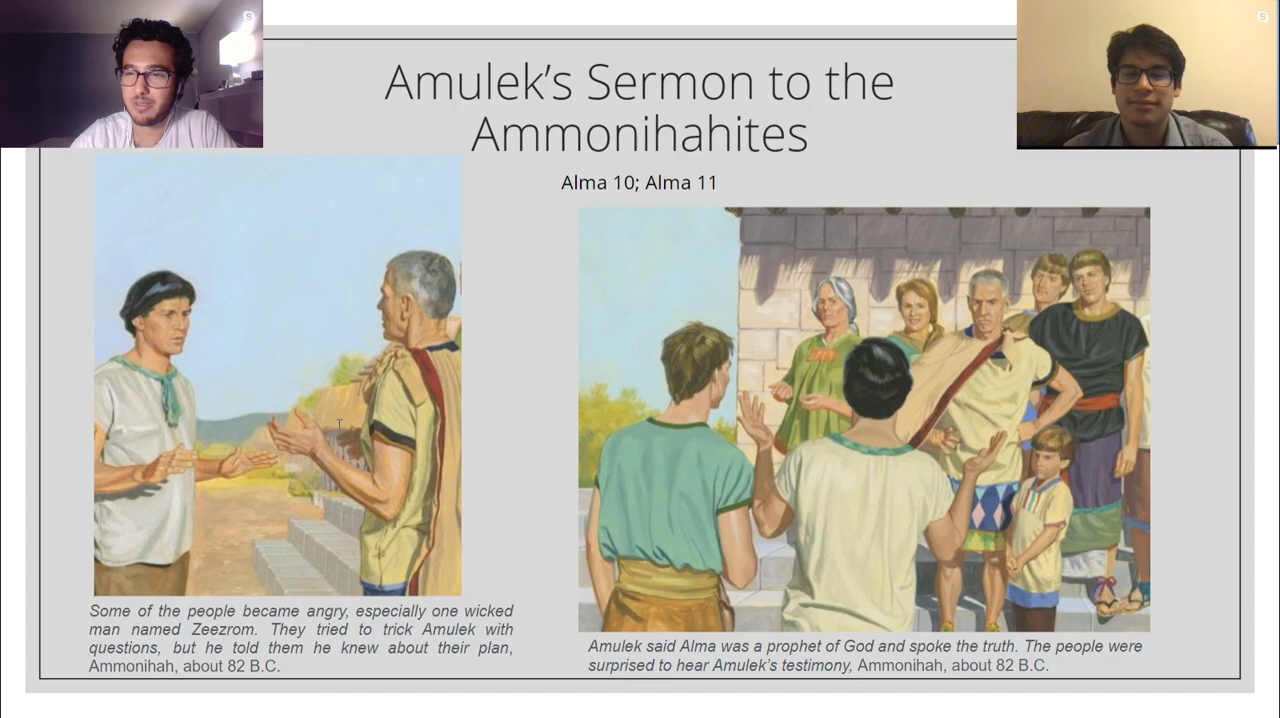 Amulek’s Sermon to the
Ammonihahites
Alma 10; Alma 11
Some of the people became angry, especially one wicked
man named Zeezrom. They tried to trick Amulek with
questions, but he told them he knew about their plan,
Ammonihah, about 82 B.C.
Amulek said Alma was a prophet of God and spoke the truth. The people were
surprised to hear Amulek’s testimony, Ammonihah, about 82 B.C.